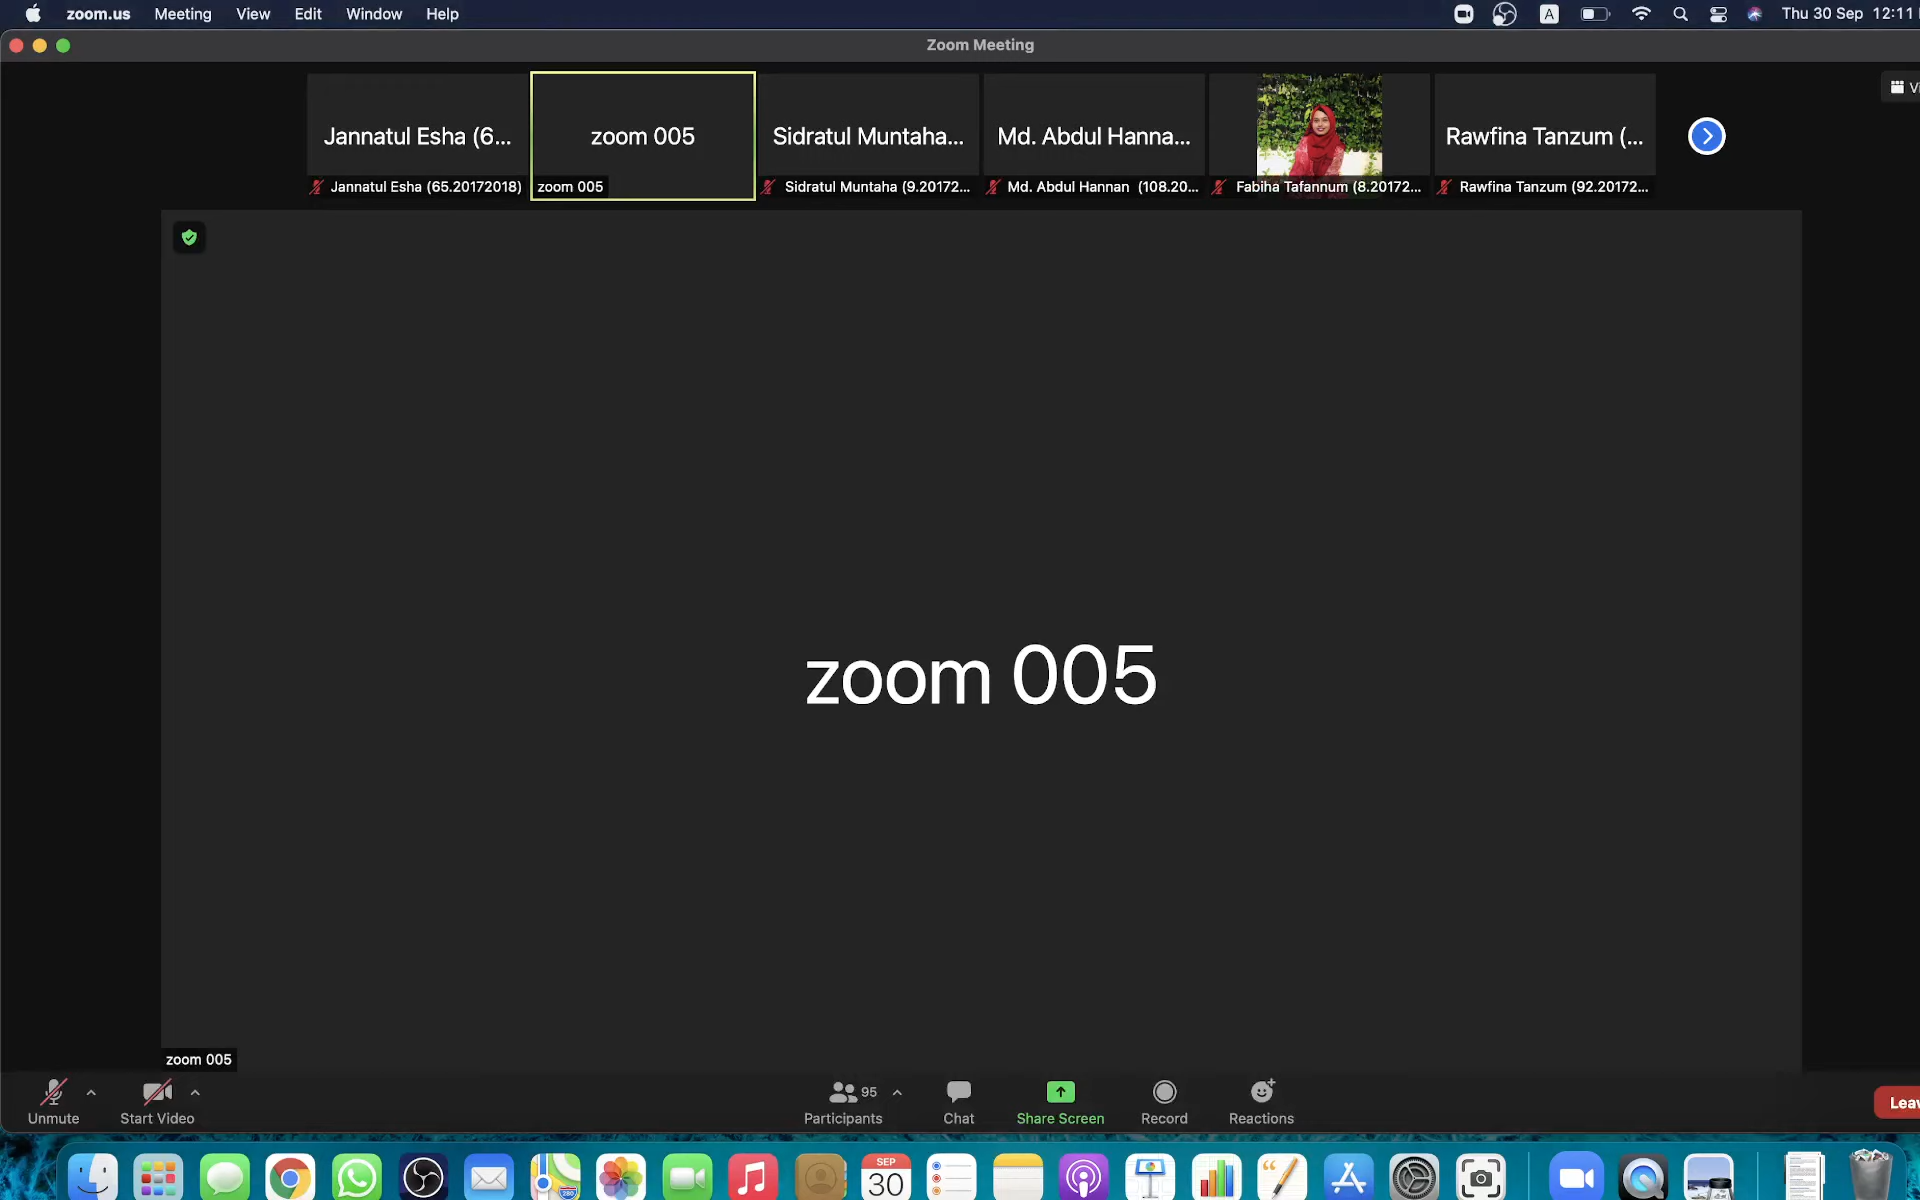 zoom.us Meeting View Edit Window Help A Thu 30 Sep 12:11
Zoom Meeting
Jannatul Esha (6... zoom 005 Sidratul Muntaha... Md. Abdul Hanna... Rawfina Tanzum (...
Jannatul Esha (65.20172018) zoom 005 Sidratul Muntaha (9.20172... Md. Abdul Hannan (108.20... Fabiha Tafannum (8.20172... Rawfina Tanzum (92.20172...
zoom 005
zoom 005
95
Unmute Start Video Participants Chat Share Screen Record Reactions
SEP
30
280